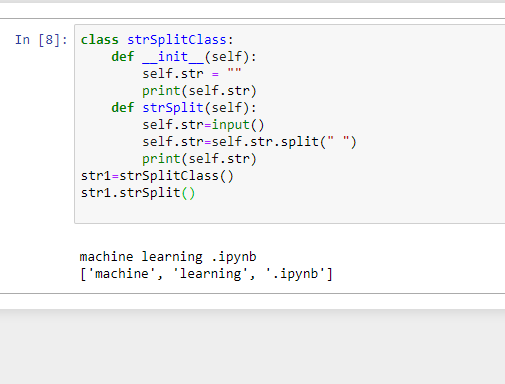 In [8]: class strSplitClass:
    def __init__(self):
        self.str = ""
        print(self.str)
    def strSplit(self):
        self.str=input()
        self.str=self.str.split(" ")
        print(self.str)
str1=strSplitClass()
str1.strSplit()
machine learning .ipynb
['machine', 'learning', '.ipynb']